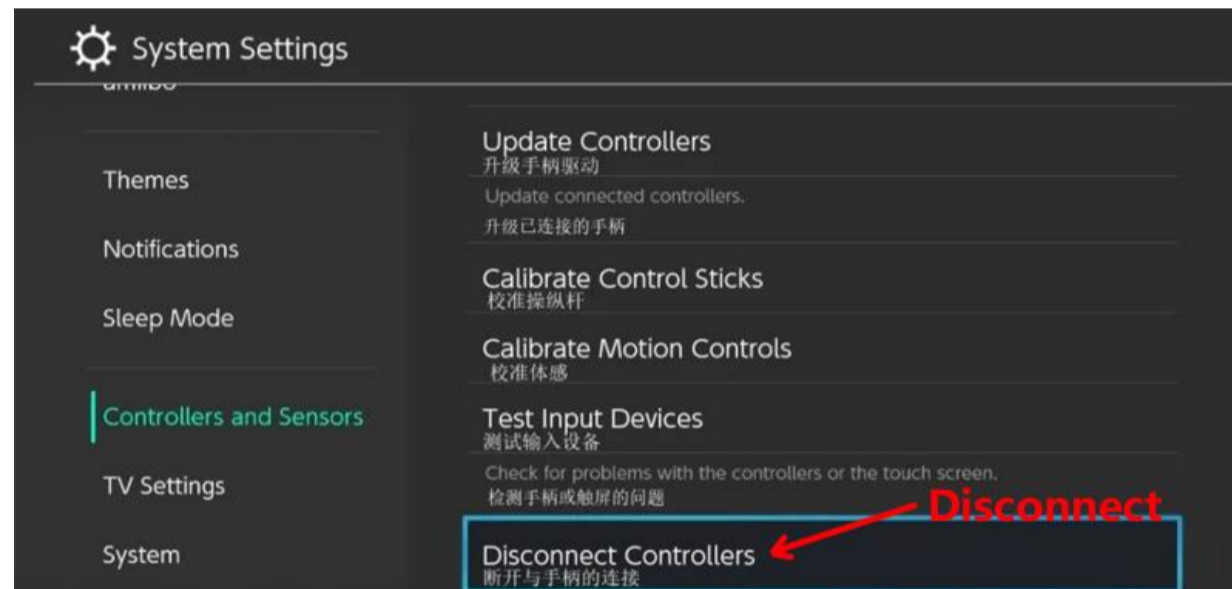 System Settings
amiibo
Themes
Notifications
Sleep Mode
Controllers and Sensors
TV Settings
System
Update Controllers
升级手柄驱动
Update connected controllers.
升级已连接的手柄
Calibrate Control Sticks
校准操纵杆
Calibrate Motion Controls
校准体感
Test Input Devices
测试输入设备
Check for problems with the controllers or the touch screen.
检测手柄或触屏的问题
Disconnect
Disconnect Controllers
断开与手柄的连接